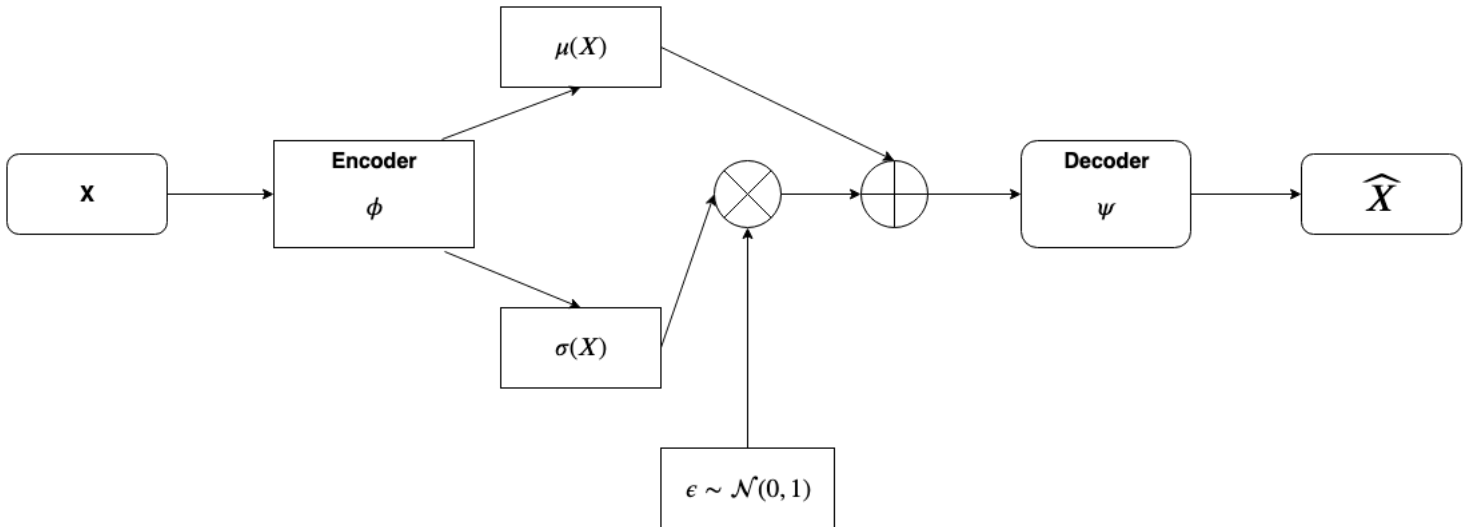 μ(X)
X
Encoder
ϕ
Decoder
ψ
X̂
σ(X)
ϵ ∼ 𝒩(0, 1)